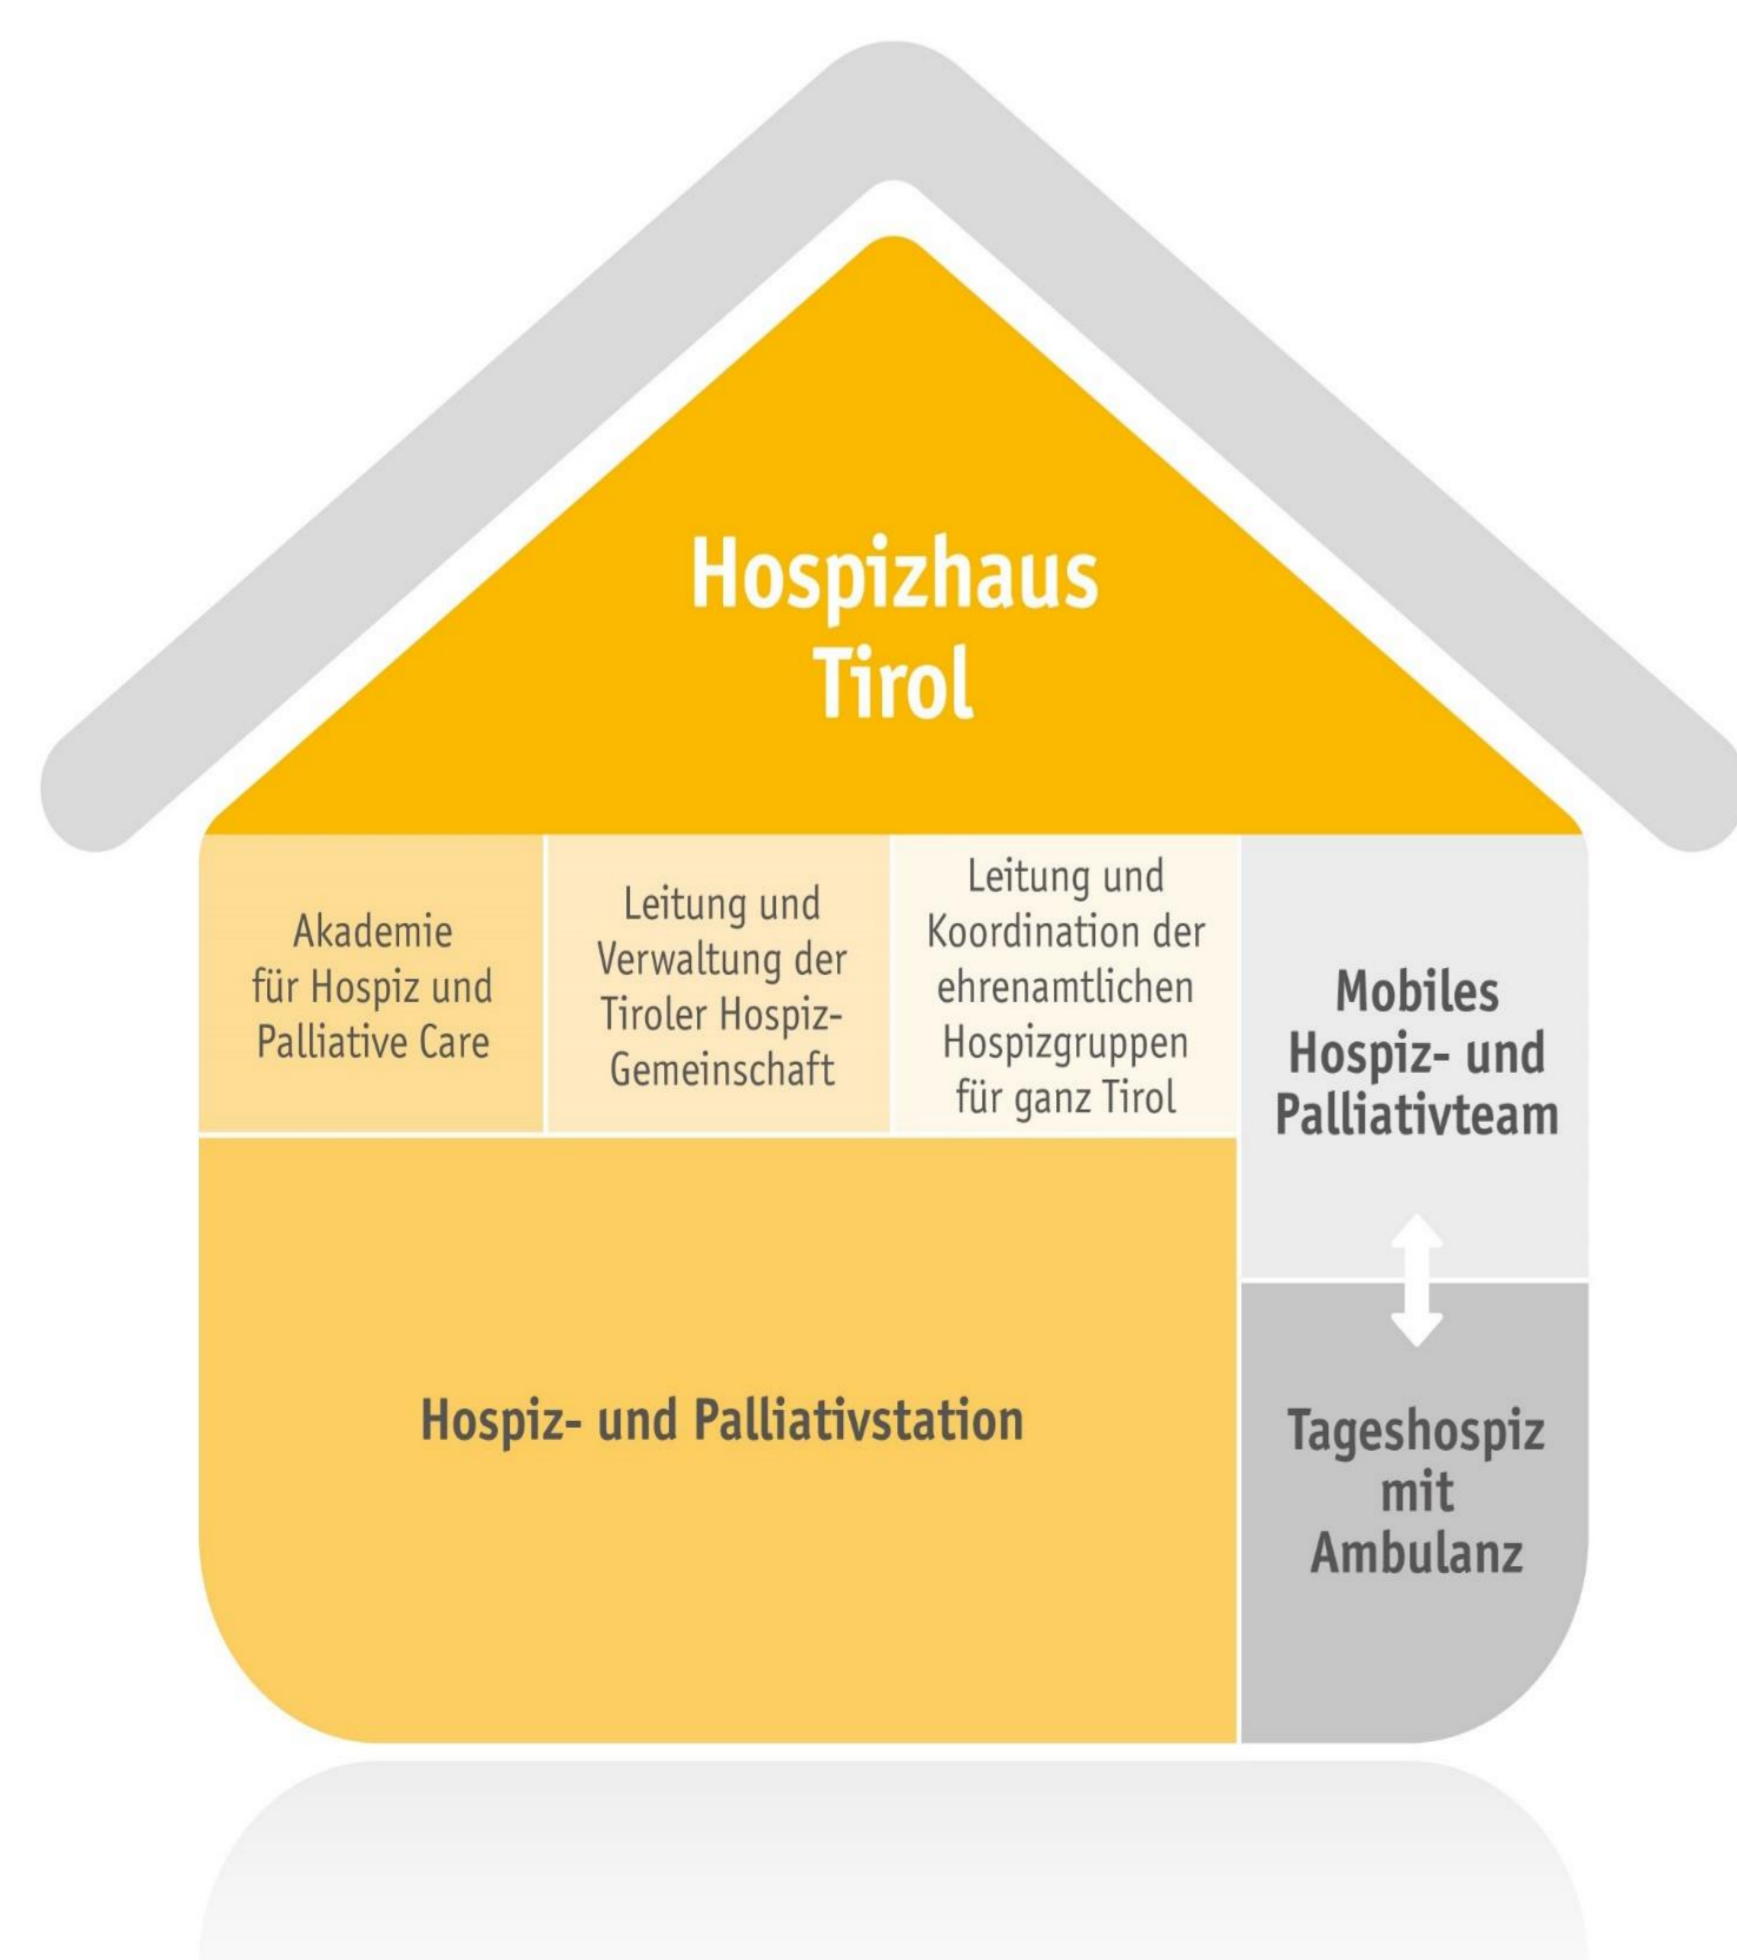 Hospizhaus
Tirol
Akademie
für Hospiz und
Palliative Care
Leitung und
Verwaltung der
Tiroler Hospiz-
Gemeinschaft
Leitung und
Koordination der
ehrenamtlichen
Hospizgruppen
für ganz Tirol
Mobiles
Hospiz- und
Palliativteam
Hospiz- und Palliativstation
Tageshospiz
mit
Ambulanz